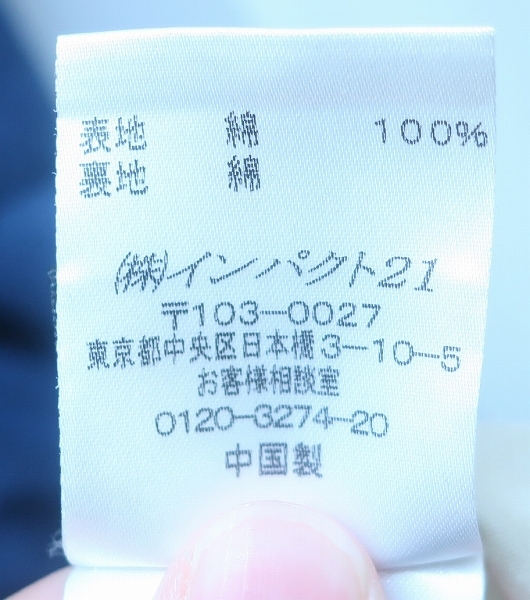 表地 綿 100%
裏地 綿
㈱インパクト21
〒103-0027
東京都中央区日本橋3-10-5
お客様相談室
0120-3274-20
中国製